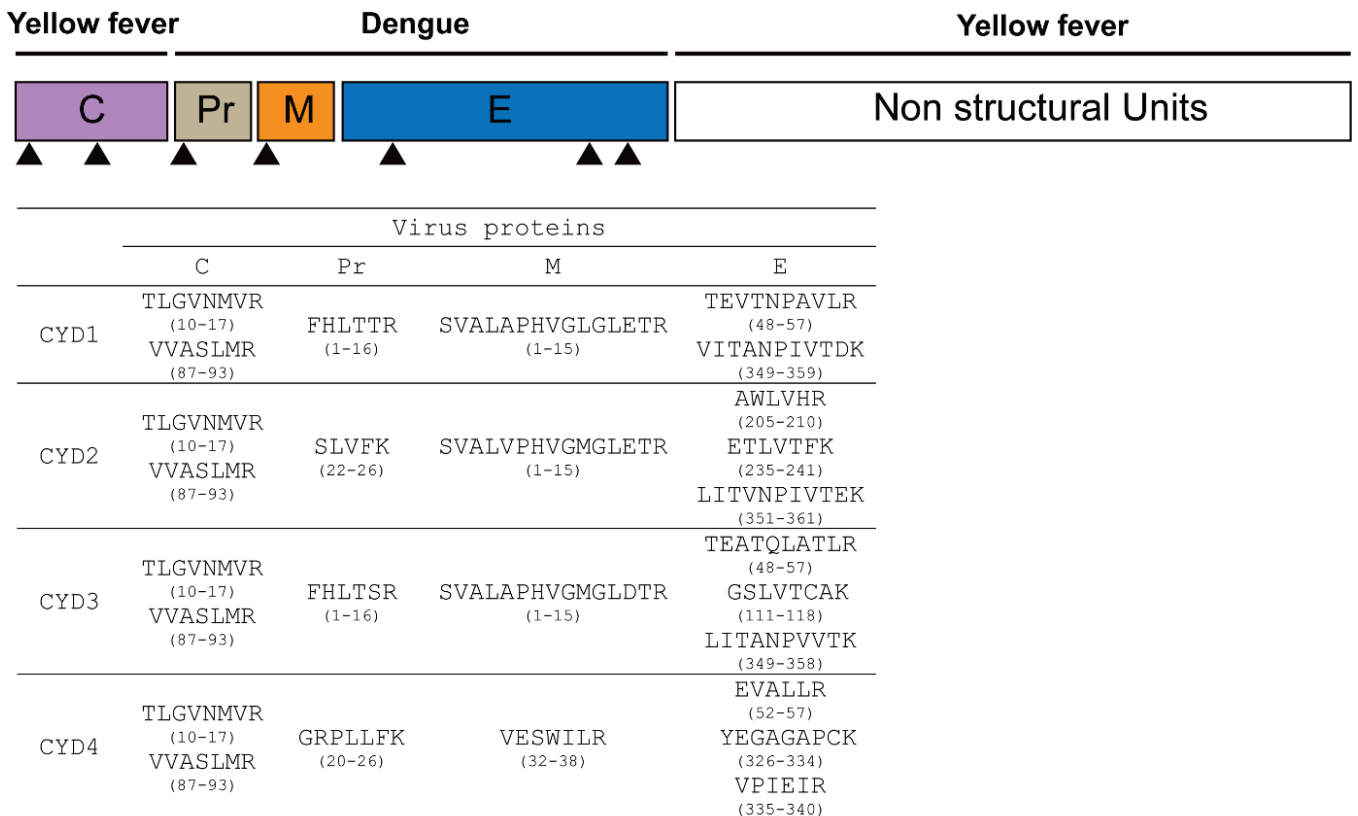 Yellow fever Dengue Yellow fever
C Pr M E Non structural Units
Virus proteins
C Pr M E
CYD1
TLGVNMVR
(10-17)
VVASLMR
(87-93)
FHLTTR
(1-16)
SVALAPHVGLGLETR
(1-15)
TEVTNPAVLR
(48-57)
VITANPIVTDK
(349-359)
CYD2
TLGVNMVR
(10-17)
VVASLMR
(87-93)
SLVFK
(22-26)
SVALVPHVGMGLETR
(1-15)
AWLVHR
(205-210)
ETLVTFK
(235-241)
LITVNPIVTEK
(351-361)
CYD3
TLGVNMVR
(10-17)
VVASLMR
(87-93)
FHLTSR
(1-16)
SVALAPHVGMGLDTR
(1-15)
TEATQLATLR
(48-57)
GSLVTCAK
(111-118)
LITANPVVTK
(349-358)
CYD4
TLGVNMVR
(10-17)
VVASLMR
(87-93)
GRPLLFK
(20-26)
VESWILR
(32-38)
EVALLR
(52-57)
YEGAGAPCK
(326-334)
VPIEIR
(335-340)